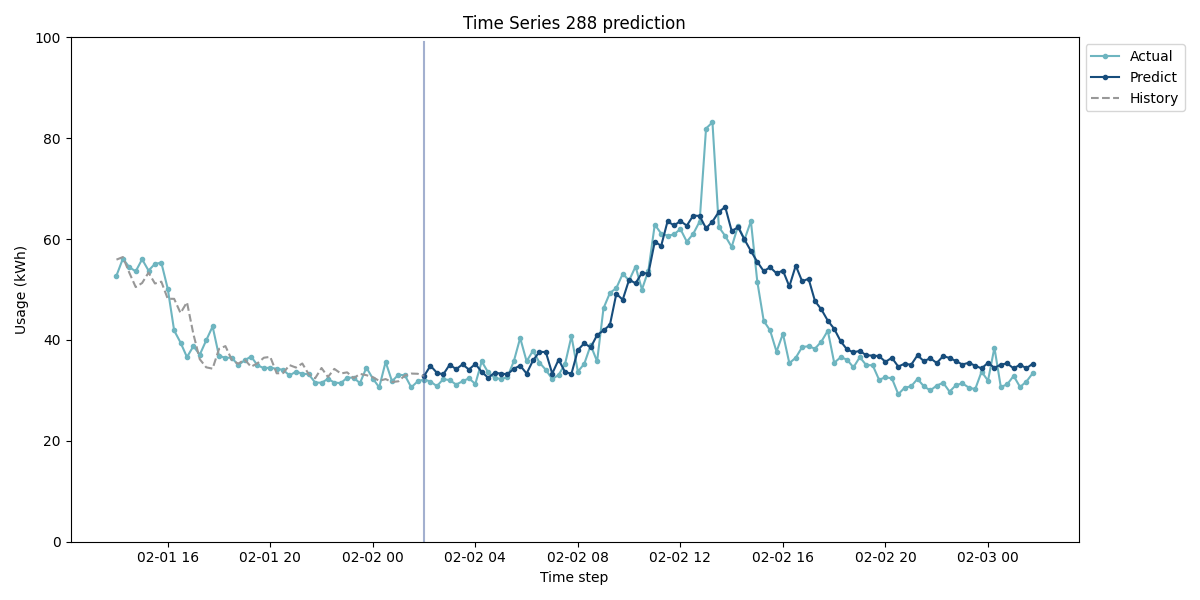 Time Series 288 prediction
100
80
60
40
20
0
Usage (kWh)
02-01 16
02-01 20
02-02 00
02-02 04
02-02 08
02-02 12
02-02 16
02-02 20
02-03 00
Time step
Actual
Predict
History